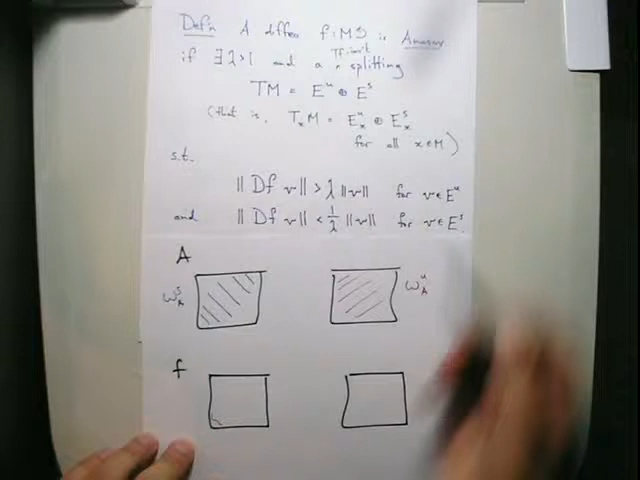 Defn A diffeo f: M↺ is Anosov
if ∃ λ>1 and a Tf-inv't splitting
TM = E^u ⊕ E^s
(that is, T_xM = E^u_x ⊕ E^s_x
for all x∈M)
s.t.
|| Df v || > λ ||v|| for v∈E^u
and || Df v || < 1/λ ||v|| for v∈E^s
A
ω^s_A
ω^u_A
f